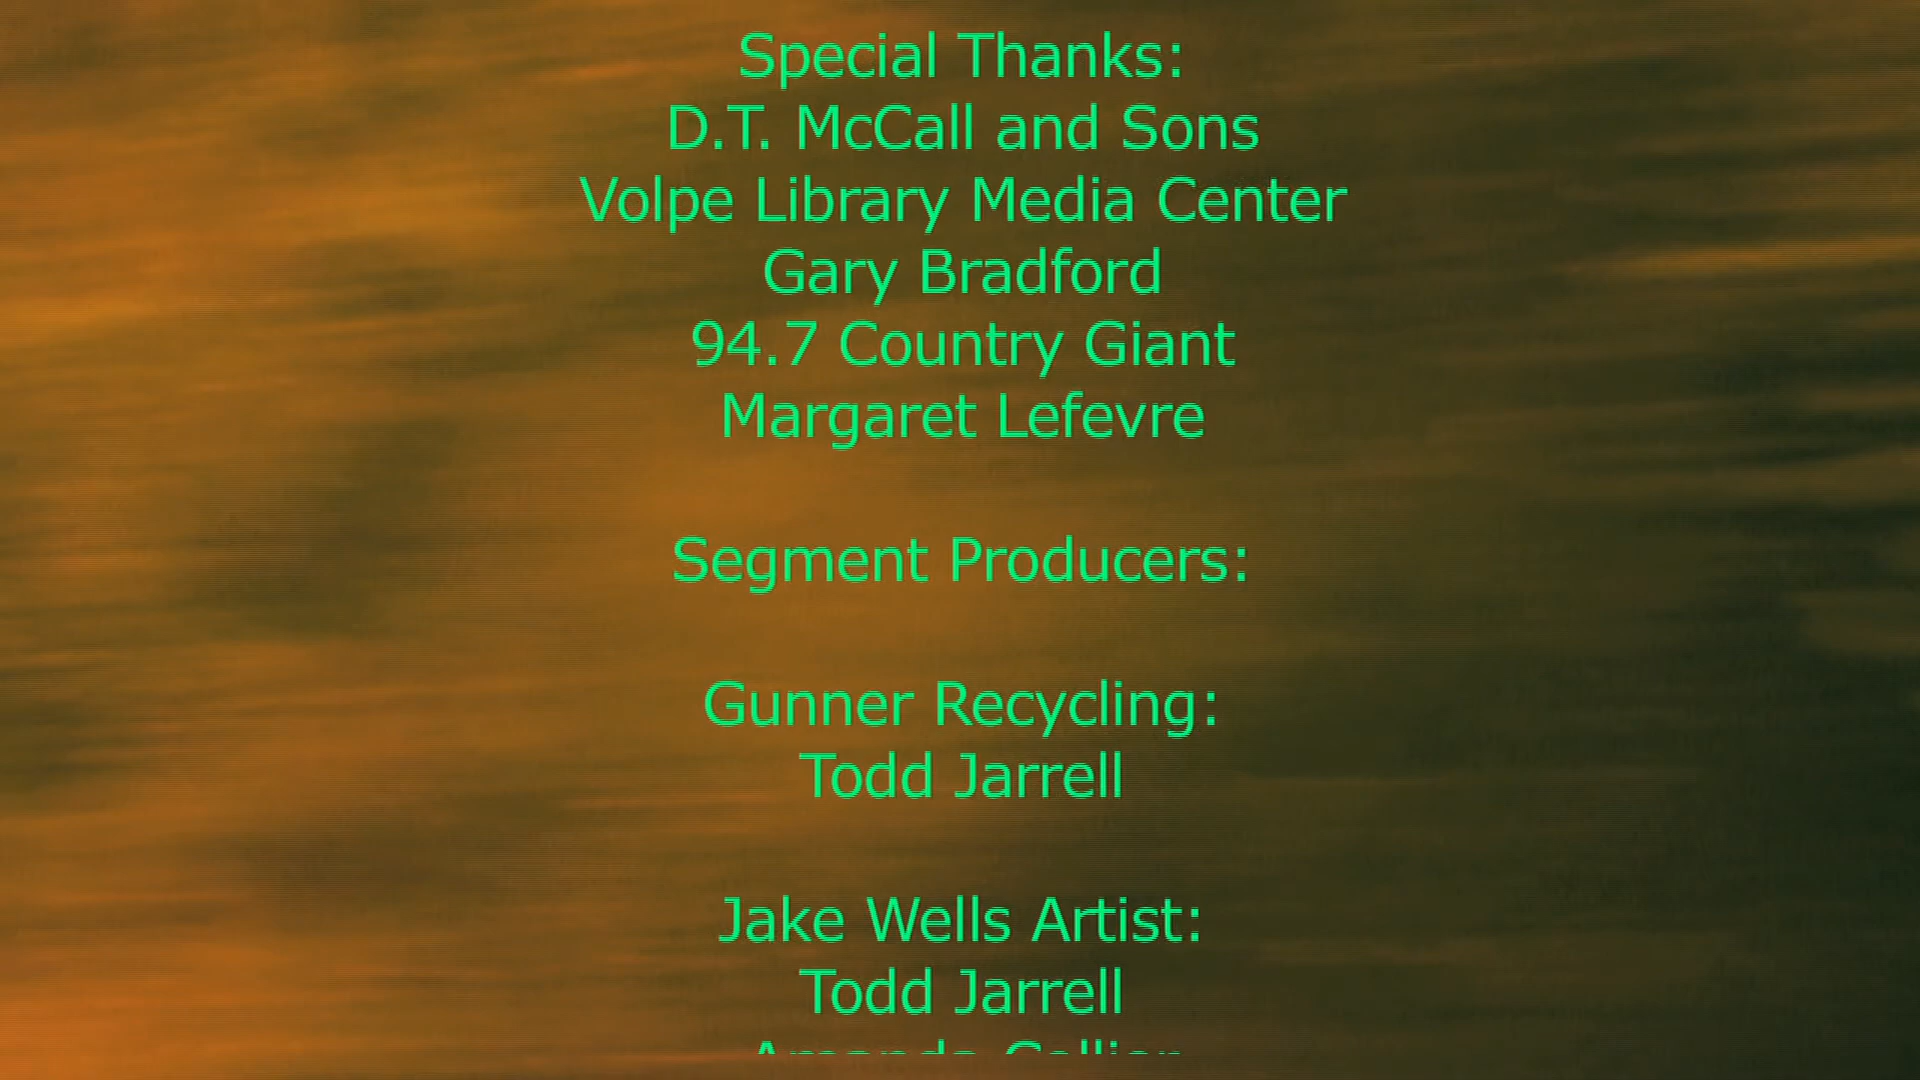 Special Thanks:
D.T. McCall and Sons
Volpe Library Media Center
Gary Bradford
94.7 Country Giant
Margaret Lefevre
Segment Producers:
Gunner Recycling:
Todd Jarrell
Jake Wells Artist:
Todd Jarrell